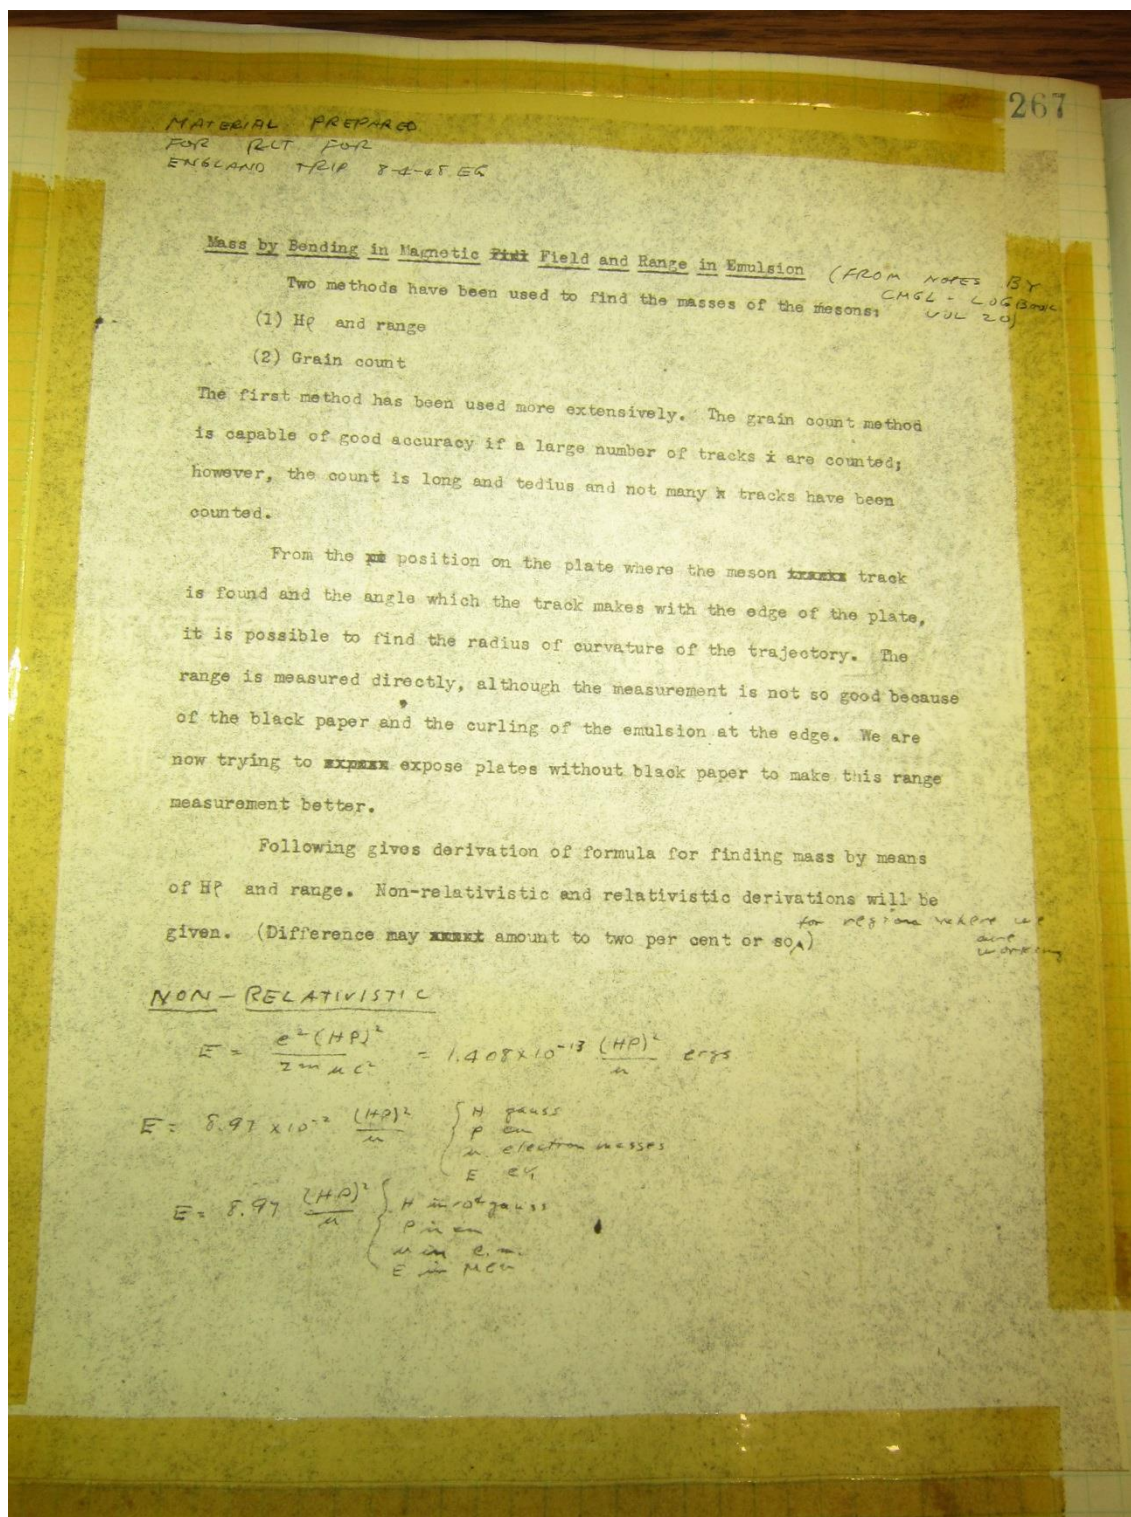 267
MATERIAL PREPARED
FOR RLT FOR
ENGLAND TRIP 8-4-48 EG
Mass by Bending in Magnetic Field and Range in Emulsion (FROM NOTES BY
CMGL - LOGBOOK
JUL 20)
Two methods have been used to find the masses of the mesons:
(1) Hρ and range
(2) Grain count
The first method has been used more extensively. The grain count method
is capable of good accuracy if a large number of tracks are counted;
however, the count is long and tedius and not many tracks have been
counted.
From the position on the plate where the meson track
is found and the angle which the track makes with the edge of the plate,
it is possible to find the radius of curvature of the trajectory. The
range is measured directly, although the measurement is not so good because
of the black paper and the curling of the emulsion at the edge. We are
now trying to expose plates without black paper to make this range
measurement better.
Following gives derivation of formula for finding mass by means
of Hρ and range. Non-relativistic and relativistic derivations will be
given. (Difference may amount to two per cent or so for regions where we are working)
NON-RELATIVISTIC
E = e²(Hρ)² / 2mμc² = 1.408×10⁻¹³ (Hρ)²/μ ergs
E = 8.97 × 10⁻² (Hρ)²/μ { H gauss
ρ cm
μ electron masses
E ev.
E = 8.97 (Hρ)²/μ { H in 10⁴ gauss
ρ in cm
μ in e.m.
E in Mev